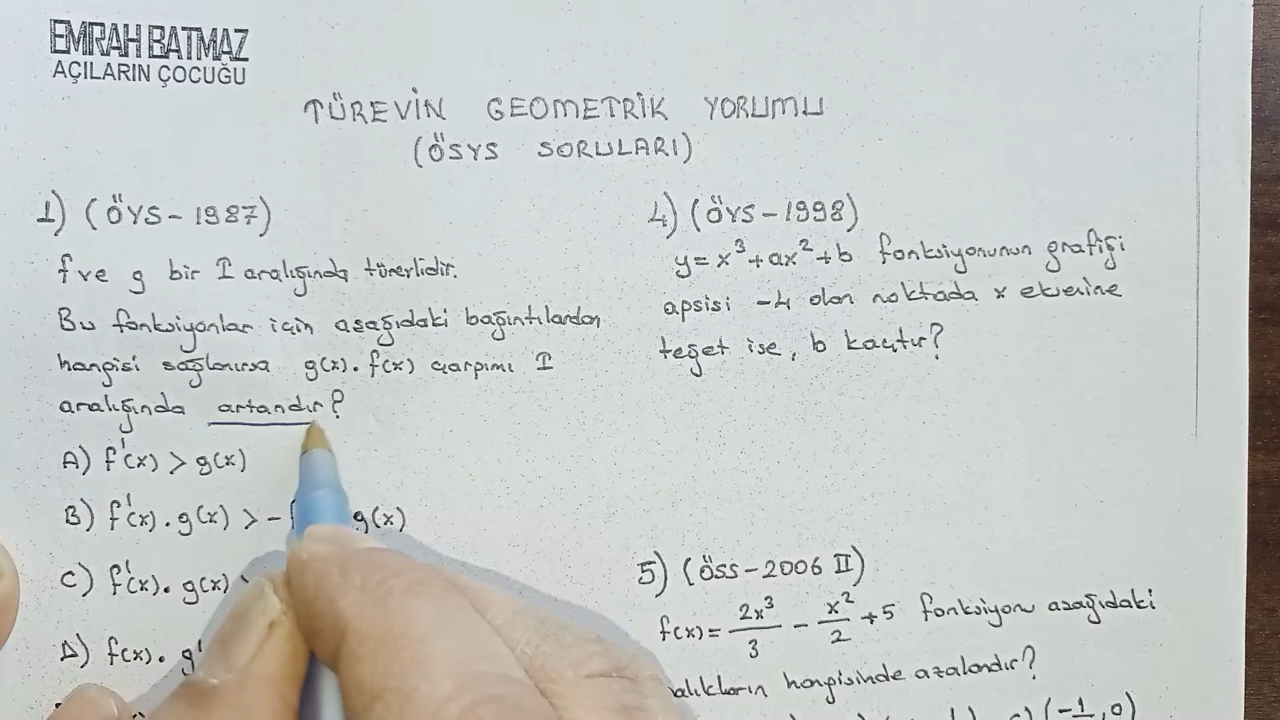 EMRAH BATMAZ
AÇILARIN ÇOCUĞU
TÜREVİN GEOMETRİK YORUMU
(ÖSYS SORULARI)
1) (ÖYS-1987)
f ve g bir I aralığında türevlidir.
Bu fonksiyonlar için aşağıdaki bağıntılardan
hangisi sağlanırsa g(x). f(x) çarpımı I
aralığında artandır?
A) f'(x) > g(x)
B) f'(x). g(x) > - g(x)
C) f'(x). g(x)
D) f(x). g'
4) (ÖYS-1998)
y=x³+ax²+b fonksiyonunun grafiği
apsisi -4 olan noktada x eksenine
teğet ise, b kaçtır?
5) (ÖSS-2006 II)
f(x)= 2x³/3 - x²/2 +5 fonksiyonu aşağıdaki
hangisinde azalandır?